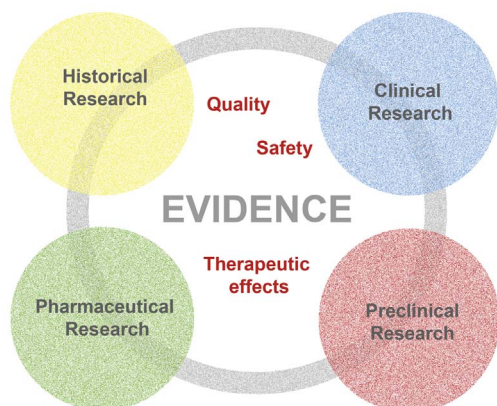 Historical
Research
Clinical
Research
Quality
Safety
EVIDENCE
Therapeutic
effects
Pharmaceutical
Research
Preclinical
Research